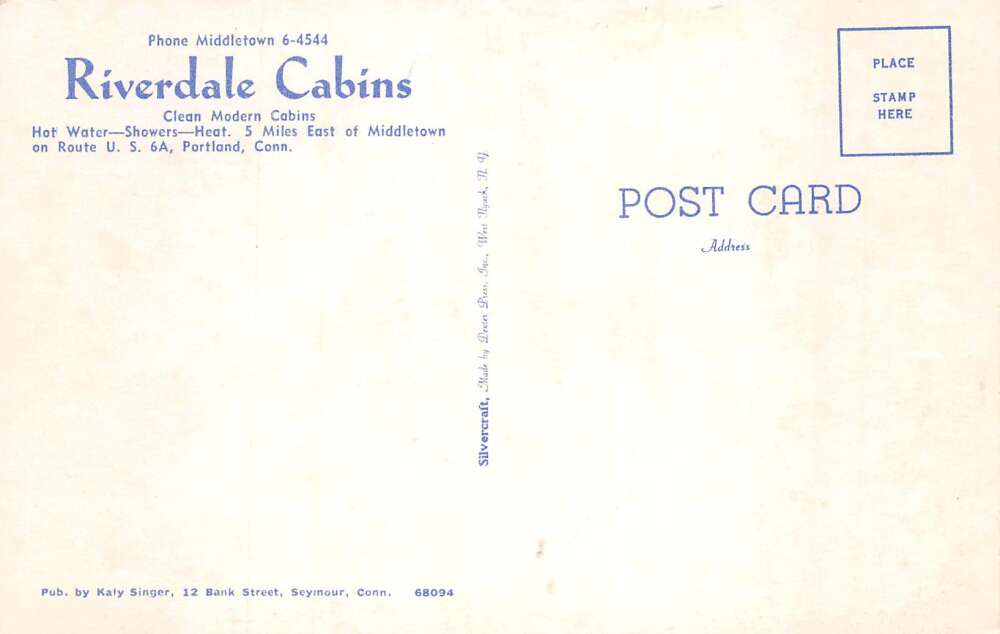 Phone Middletown 6-4544
Riverdale Cabins
Clean Modern Cabins
Hot Water—Showers—Heat. 5 Miles East of Middletown
on Route U. S. 6A, Portland, Conn.
Silvercraft, Made by Dexter Press, Inc., West Nyack, N. Y
PLACE
STAMP
HERE
POST CARD
Address
Pub. by Kaly Singer, 12 Bank Street, Seymour, Conn. 68094